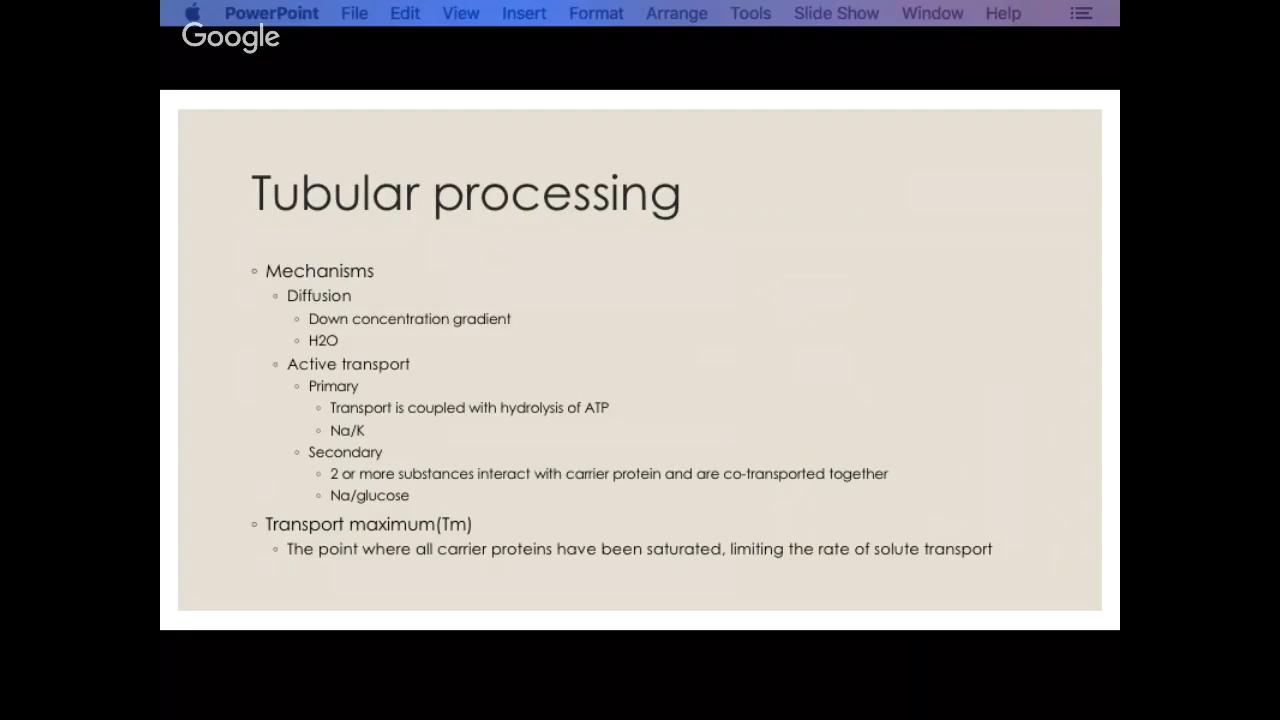 PowerPoint File Edit View Insert Format Arrange Tools Slide Show Window Help
Google
Tubular processing
Mechanisms
Diffusion
Down concentration gradient
H2O
Active transport
Primary
Transport is coupled with hydrolysis of ATP
Na/K
Secondary
2 or more substances interact with carrier protein and are co-transported together
Na/glucose
Transport maximum(Tm)
The point where all carrier proteins have been saturated, limiting the rate of solute transport